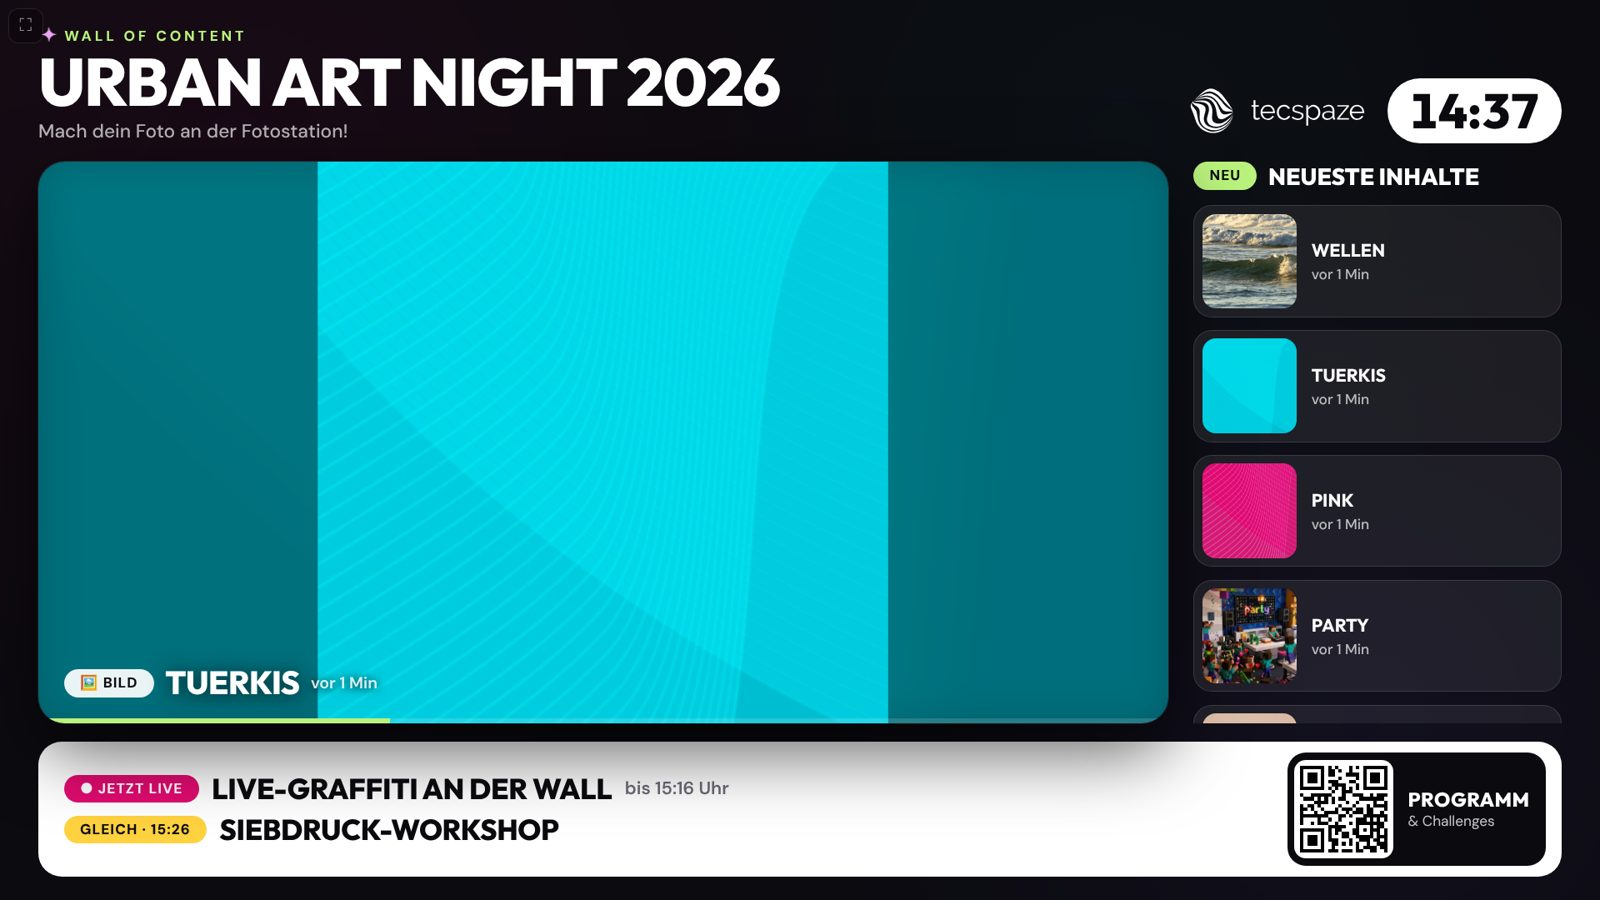 WALL OF CONTENT
URBAN ART NIGHT 2026
Mach dein Foto an der Fotostation!
tecspaze
14:37
BILD TUERKIS vor 1 Min
NEU NEUESTE INHALTE
WELLEN
vor 1 Min
TUERKIS
vor 1 Min
PINK
vor 1 Min
Party
PARTY
vor 1 Min
JETZT LIVE LIVE-GRAFFITI AN DER WALL bis 15:16 Uhr
GLEICH · 15:26 SIEBDRUCK-WORKSHOP
PROGRAMM
& Challenges